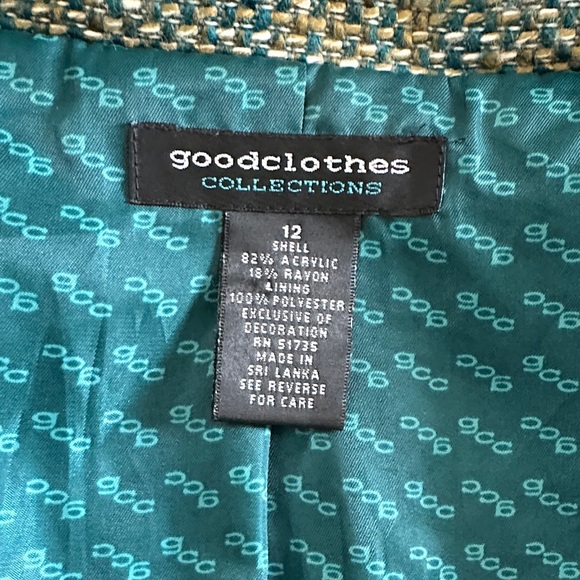 goodclothes
COLLECTIONS
12
SHELL
82% ACRYLIC
18% RAYON
LINING
100% POLYESTER
EXCLUSIVE OF
DECORATION
RN 51735
MADE IN
SRI LANKA
SEE REVERSE
FOR CARE
gcc